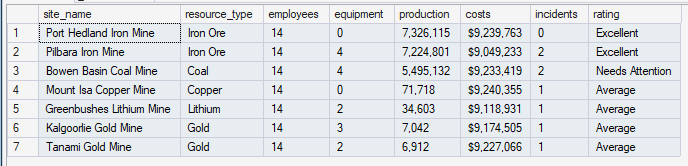 site_name resource_type employees equipment production costs incidents rating
1 Port Hedland Iron Mine Iron Ore 14 0 7,326,115 $9,239,763 0 Excellent
2 Pilbara Iron Mine Iron Ore 14 4 7,224,801 $9,049,233 2 Excellent
3 Bowen Basin Coal Mine Coal 14 4 5,495,132 $9,233,419 2 Needs Attention
4 Mount Isa Copper Mine Copper 14 0 71,718 $9,240,355 1 Average
5 Greenbushes Lithium Mine Lithium 14 2 34,603 $9,118,931 1 Average
6 Kalgoorlie Gold Mine Gold 14 3 7,042 $9,174,505 1 Average
7 Tanami Gold Mine Gold 14 2 6,912 $9,227,066 1 Average